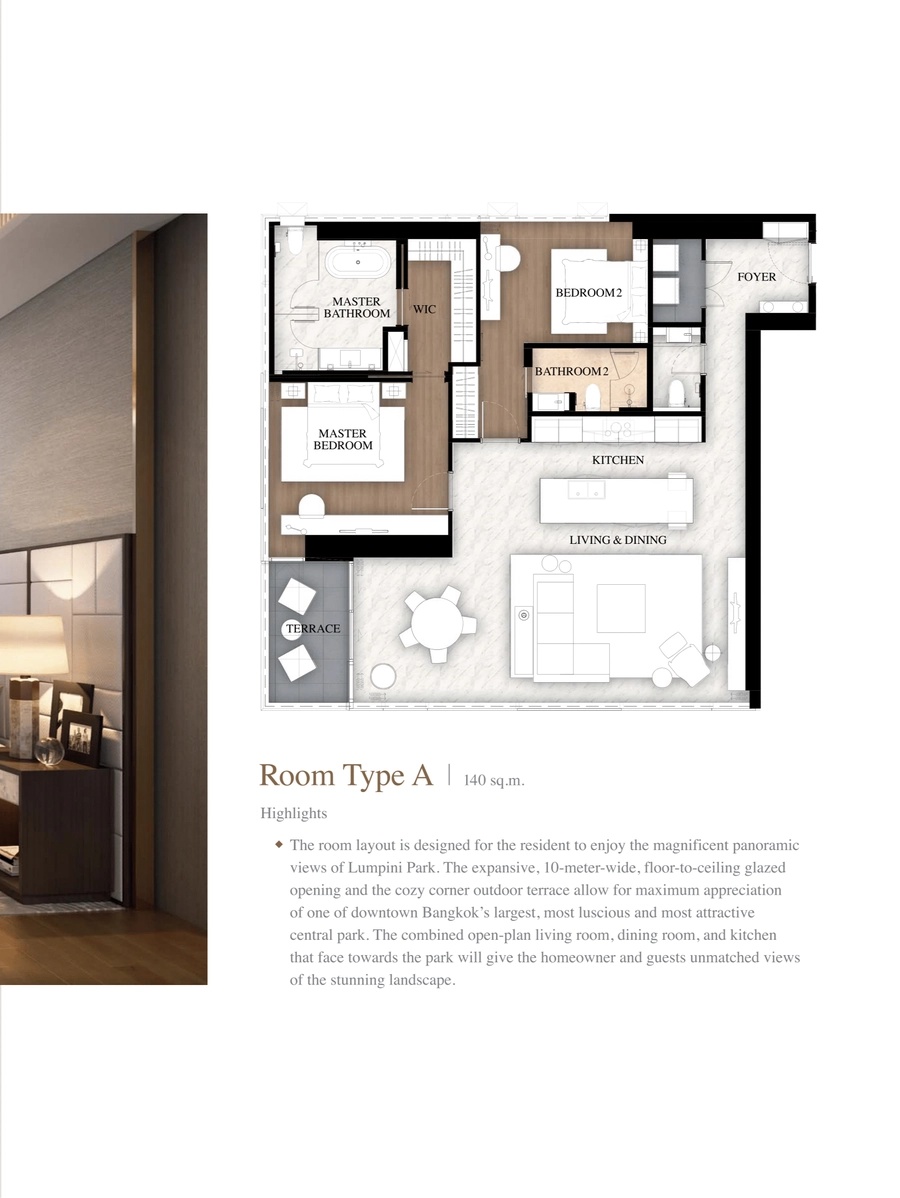 FOYER
BEDROOM 2
MASTER
BATHROOM
WIC
BATHROOM 2
MASTER
BEDROOM
KITCHEN
LIVING & DINING
TERRACE
Room Type A | 140 sq.m.
Highlights
◆ The room layout is designed for the resident to enjoy the magnificent panoramic
views of Lumpini Park. The expansive, 10-meter-wide, floor-to-ceiling glazed
opening and the cozy corner outdoor terrace allow for maximum appreciation
of one of downtown Bangkok’s largest, most luscious and most attractive
central park. The combined open-plan living room, dining room, and kitchen
that face towards the park will give the homeowner and guests unmatched views
of the stunning landscape.